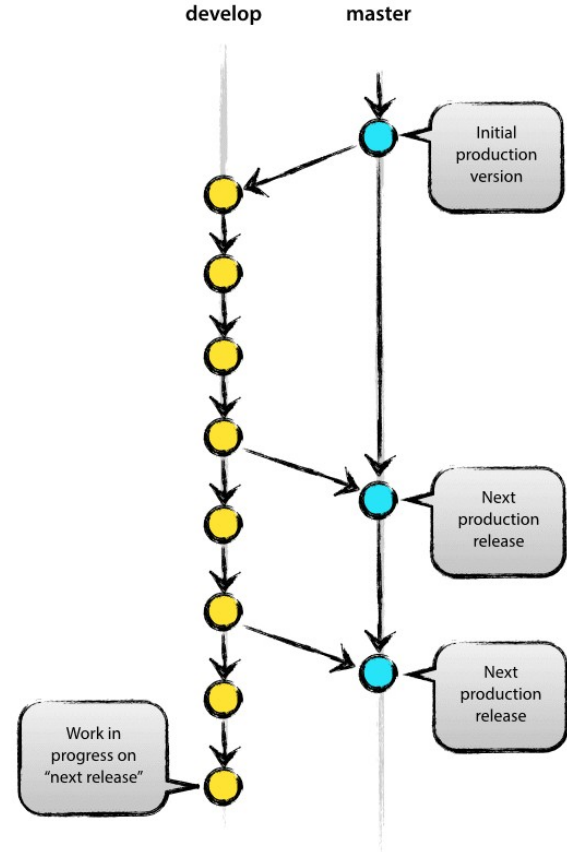 develop
master
Initial
production
version
Next
production
release
Next
production
release
Work in
progress on
“next release”